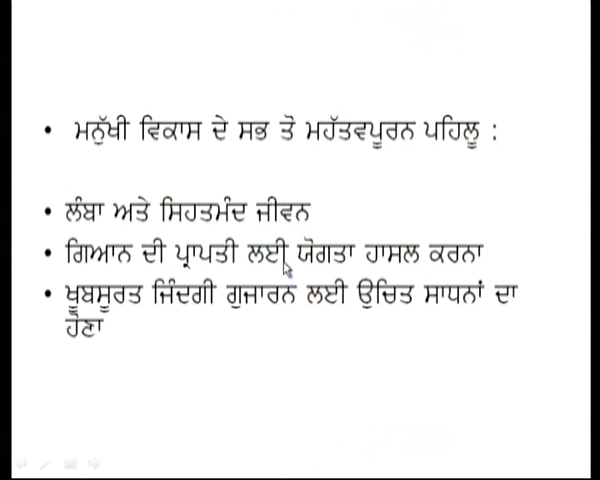 • ਮਨੁੱਖੀ ਵਿਕਾਸ ਦੇ ਸਭ ਤੋਂ ਮਹੱਤਵਪੂਰਨ ਪਹਿਲੂ :
• ਲੰਬਾ ਅਤੇ ਸਿਹਤਮੰਦ ਜੀਵਨ
• ਗਿਆਨ ਦੀ ਪ੍ਰਾਪਤੀ ਲਈ ਯੋਗਤਾ ਹਾਸਲ ਕਰਨਾ
• ਖੂਬਸੂਰਤ ਜਿੰਦਗੀ ਗੁਜਾਰਨ ਲਈ ਉਚਿਤ ਸਾਧਨਾਂ ਦਾ
ਹੋਣਾ